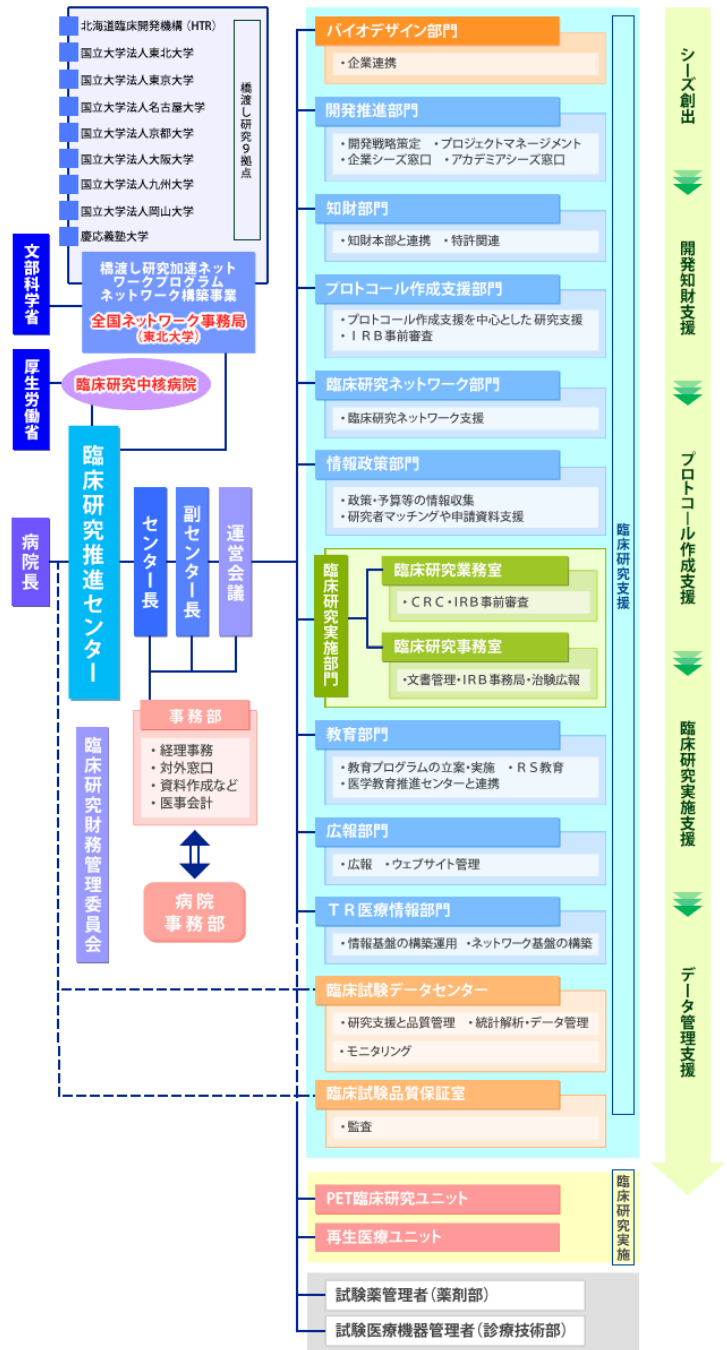 北海道臨床開発機構(HTR)
国立大学法人東北大学
国立大学法人東京大学
国立大学法人名古屋大学
国立大学法人京都大学
国立大学法人大阪大学
国立大学法人九州大学
国立大学法人岡山大学
慶応義塾大学
橋渡し研究9拠点
文部科学省
橋渡し研究加速ネット
ワークプログラム
ネットワーク構築事業
全国ネットワーク事務局
(東北大学)
厚生労働省
臨床研究中核病院
病院長
臨床研究推進センター
センター長
副センター長
運営会議
事務部
・経理事務
・対外窓口
・資料作成など
・医事会計
病院
事務部
臨床研究財務管理委員会
バイオデザイン部門
・企業連携
開発推進部門
・開発戦略策定 ・プロジェクトマネージメント
・企業シーズ窓口 ・アカデミアシーズ窓口
知財部門
・知財本部と連携 ・特許関連
プロトコール作成支援部門
・プロトコール作成支援を中心とした研究支援
・IRB事前審査
臨床研究ネットワーク部門
・臨床研究ネットワーク支援
情報政策部門
・政策・予算等の情報収集
・研究者マッチングや申請資料支援
臨床研究実施部門
臨床研究業務室
・CRC・IRB事前審査
臨床研究事務室
・文書管理・IRB事務局・治験広報
教育部門
・教育プログラムの立案・実施 ・RS教育
・医学教育推進センターと連携
広報部門
・広報 ・ウェブサイト管理
TR医療情報部門
・情報基盤の構築運用 ・ネットワーク基盤の構築
臨床試験データセンター
・研究支援と品質管理 ・統計解析・データ管理
・モニタリング
臨床試験品質保証室
・監査
臨床研究支援
PET臨床研究ユニット
再生医療ユニット
臨床研究実施
試験薬管理者(薬剤部)
試験医療機器管理者(診療技術部)
シーズ創出
開発知財支援
プロトコール作成支援
臨床研究実施支援
データ管理支援